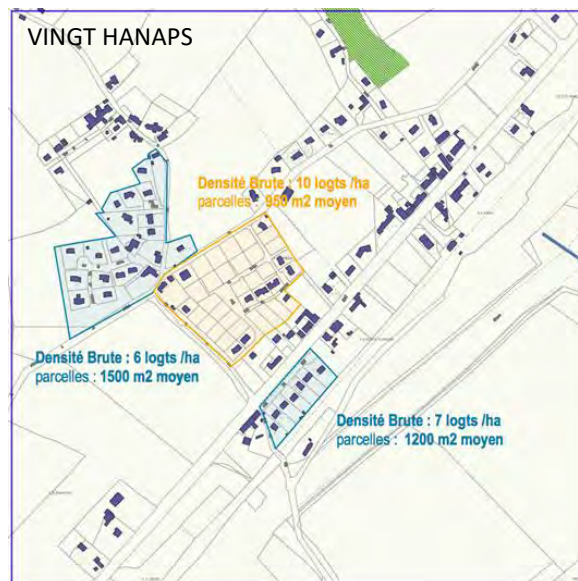 VINGT HANAPS
Densité Brute : 10 logts /ha
parcelles : 950 m2 moyen
Densité Brute : 6 logts /ha
parcelles : 1500 m2 moyen
Densité Brute : 7 logts /ha
parcelles : 1200 m2 moyen